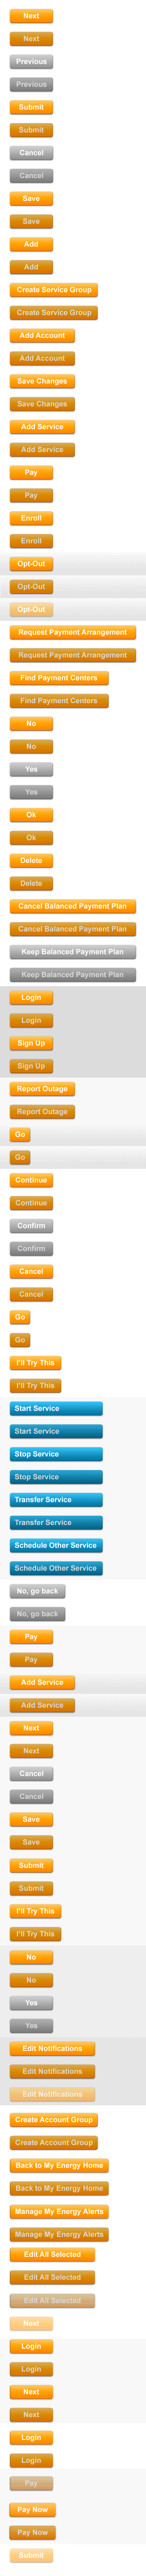 Next
Next
Previous
Previous
Submit
Submit
Cancel
Cancel
Save
Save
Add
Add
Create Service Group
Create Service Group
Add Account
Add Account
Save Changes
Save Changes
Add Service
Add Service
Pay
Pay
Enroll
Enroll
Opt-Out
Opt-Out
Opt-Out
Request Payment Arrangement
Request Payment Arrangement
Find Payment Centers
Find Payment Centers
No
No
Yes
Yes
Ok
Ok
Delete
Delete
Cancel Balanced Payment Plan
Cancel Balanced Payment Plan
Keep Balanced Payment Plan
Keep Balanced Payment Plan
Login
Login
Sign Up
Sign Up
Report Outage
Report Outage
Go
Go
Continue
Continue
Confirm
Confirm
Cancel
Cancel
Go
Go
I'll Try This
I'll Try This
Start Service
Start Service
Stop Service
Stop Service
Transfer Service
Transfer Service
Schedule Other Service
Schedule Other Service
No, go back
No, go back
Pay
Pay
Add Service
Add Service
Next
Next
Cancel
Cancel
Save
Save
Submit
Submit
I'll Try This
I'll Try This
No
No
Yes
Yes
Edit Notifications
Edit Notifications
Edit Notifications
Create Account Group
Create Account Group
Back to My Energy Home
Back to My Energy Home
Manage My Energy Alerts
Manage My Energy Alerts
Edit All Selected
Edit All Selected
Edit All Selected
Next
Login
Login
Next
Next
Login
Login
Pay
Pay Now
Pay Now
Submit